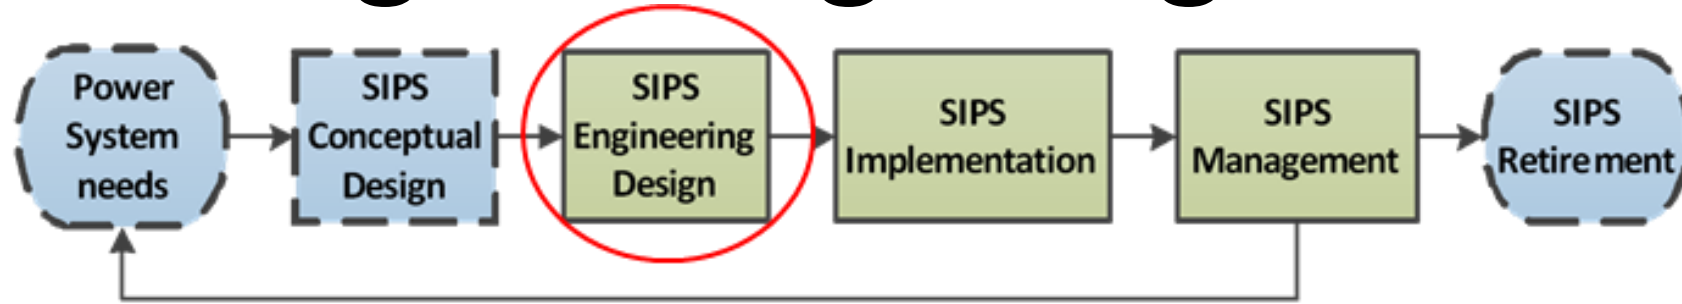 Power
System
needs
SIPS
Conceptual
Design
SIPS
Engineering
Design
SIPS
Implementation
SIPS
Management
SIPS
Retirement